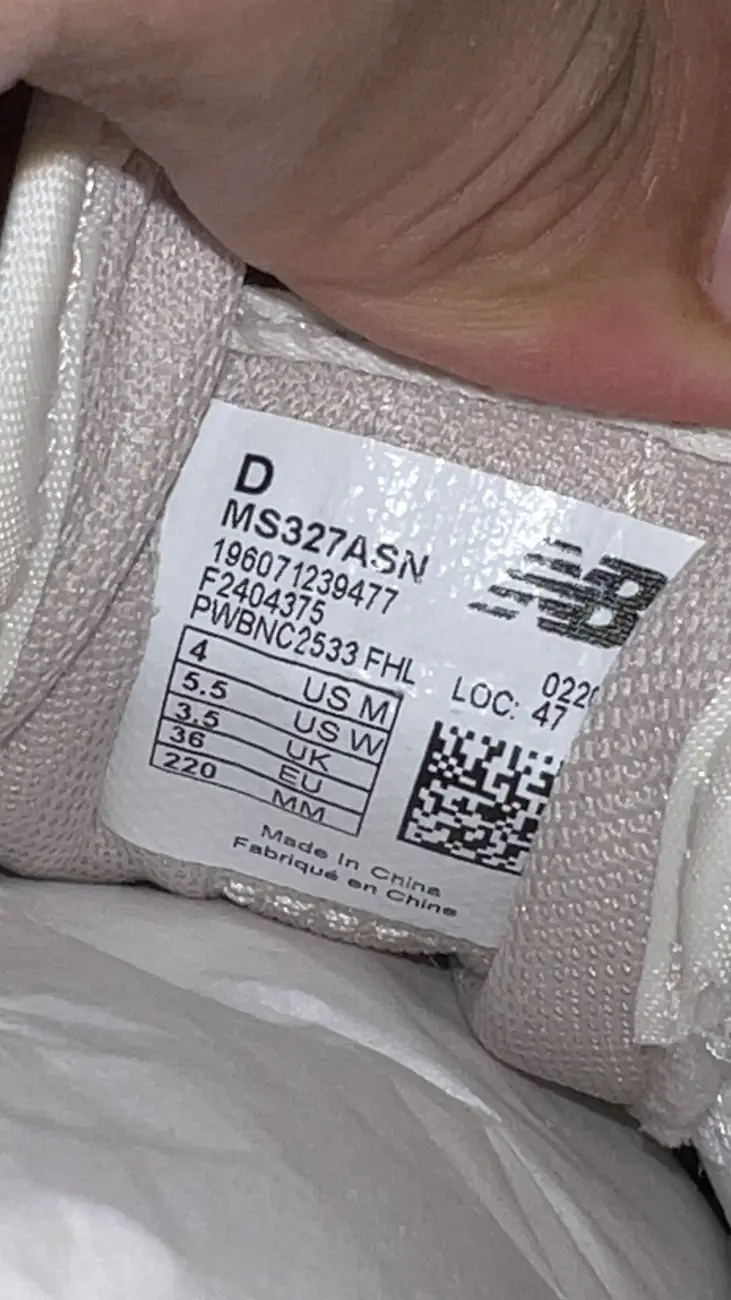 D
MS327ASN
196071239477
F2404375
PWBNC2533 FHL
NB
4 US M
5.5 US W
3.5 UK
36 EU
220 MM
LOC: 47
Made In China
Fabriqué en Chine